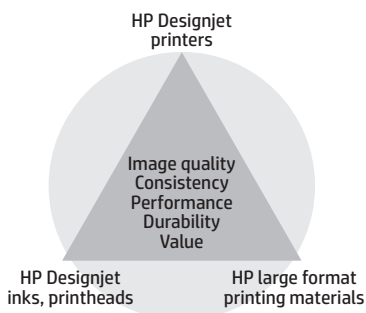 HP Designjet
printers
Image quality
Consistency
Performance
Durability
Value
HP Designjet
inks, printheads
HP large format
printing materials